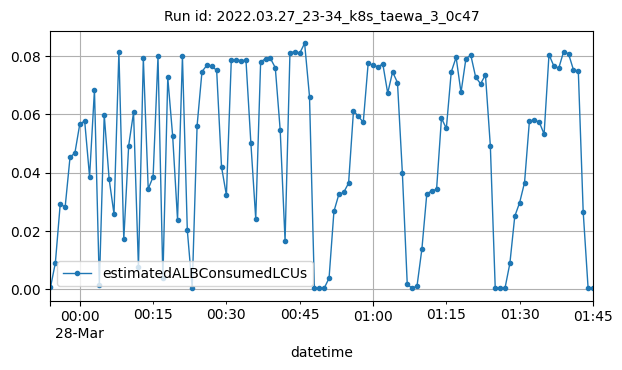 Run id: 2022.03.27_23-34_k8s_taewa_3_0c47
0.08
0.06
0.04
0.02
0.00
estimatedALBConsumedLCUs
00:00 00:15 00:30 00:45 01:00 01:15 01:30 01:45
28-Mar
datetime